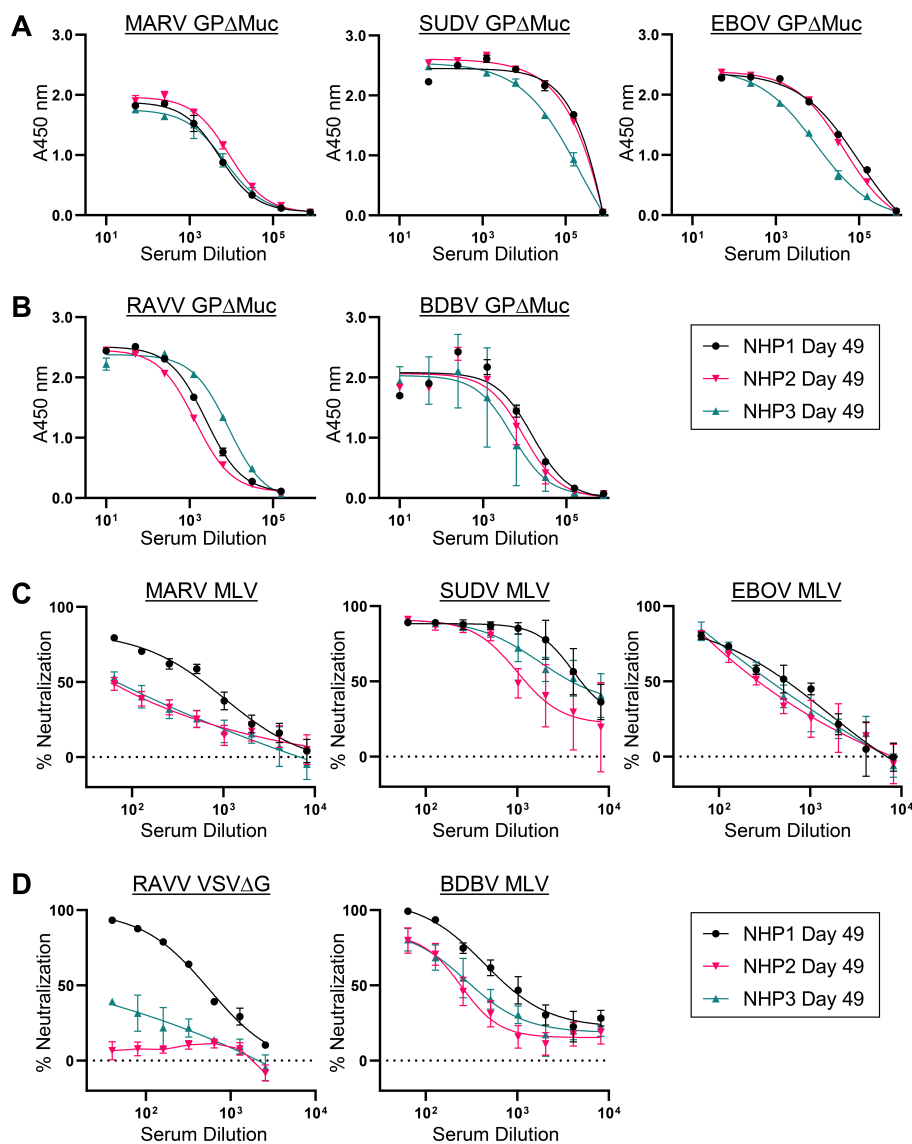 A
MARV GPΔMuc
SUDV GPΔMuc
EBOV GPΔMuc
A450 nm
3.0
2.0
1.0
0.0
10¹ 10³ 10⁵
Serum Dilution
A450 nm
3.0
2.0
1.0
0.0
10¹ 10³ 10⁵
Serum Dilution
A450 nm
3.0
2.0
1.0
0.0
10¹ 10³ 10⁵
Serum Dilution
B
RAVV GPΔMuc
BDBV GPΔMuc
A450 nm
3.0
2.0
1.0
0.0
10¹ 10³ 10⁵
Serum Dilution
A450 nm
3.0
2.0
1.0
0.0
10¹ 10³ 10⁵
Serum Dilution
NHP1 Day 49
NHP2 Day 49
NHP3 Day 49
C
MARV MLV
SUDV MLV
EBOV MLV
% Neutralization
100
50
0
10² 10³ 10⁴
Serum Dilution
% Neutralization
100
50
0
10² 10³ 10⁴
Serum Dilution
% Neutralization
100
50
0
10² 10³ 10⁴
Serum Dilution
D
RAVV VSVΔG
BDBV MLV
% Neutralization
100
50
0
10² 10³ 10⁴
Serum Dilution
% Neutralization
100
50
0
10² 10³ 10⁴
Serum Dilution
NHP1 Day 49
NHP2 Day 49
NHP3 Day 49